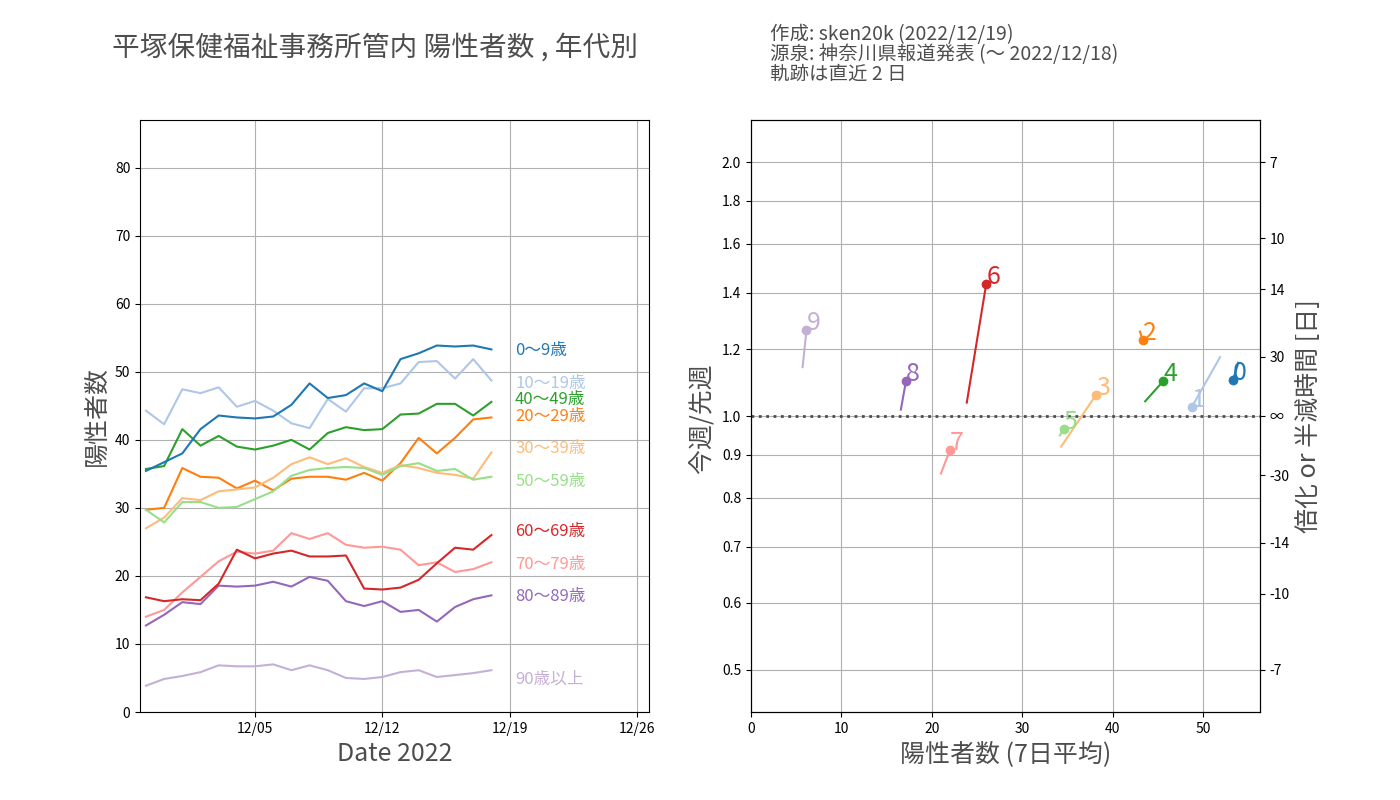 平塚保健福祉事務所管内 陽性者数 , 年代別
作成: sken20k (2022/12/19)
源泉: 神奈川県報道発表 (～ 2022/12/18)
軌跡は直近 2 日
陽性者数
80
70
60
50
40
30
20
10
0
0～9歳
10～19歳
40～49歳
20～29歳
30～39歳
50～59歳
60～69歳
70～79歳
80～89歳
90歳以上
12/05
12/12
12/19
12/26
Date 2022
今週/先週
2.0
1.8
1.6
1.4
1.2
1.0
0.9
0.8
0.7
0.6
0.5
9
8
7
6
5
3
2
4
1
0
7
10
14
30
∞
-30
-14
-10
-7
倍化 or 半減時間 [日]
0
10
20
30
40
50
陽性者数 (7日平均)